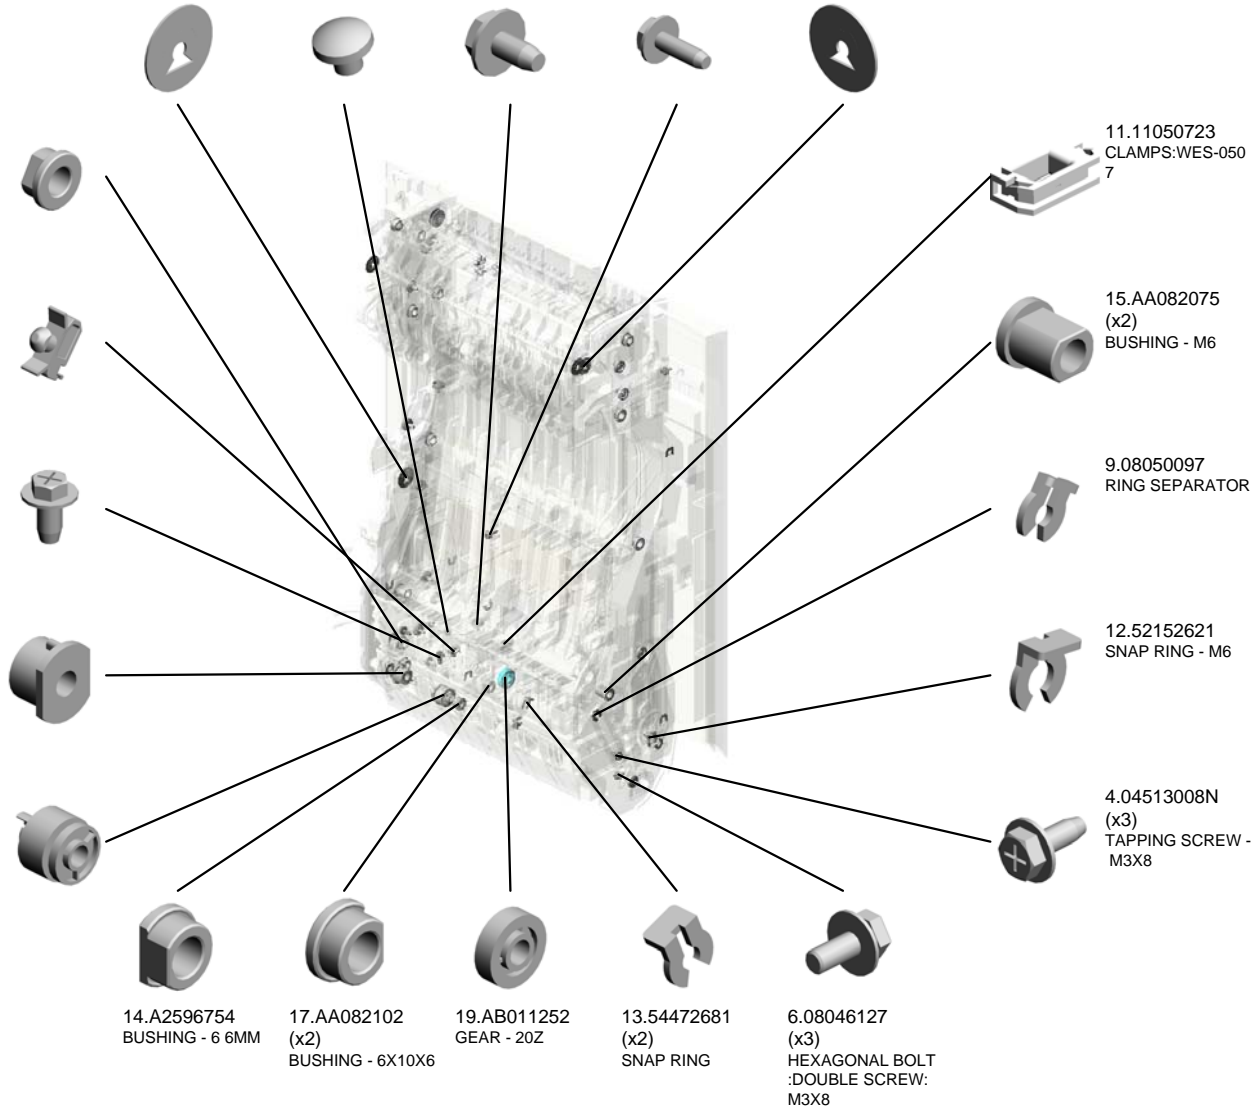 11.11050723
CLAMPS:WES-050
7
15.AA082075
(x2)
BUSHING - M6
9.08050097
RING SEPARATOR
12.52152621
SNAP RING - M6
4.04513008N
(x3)
TAPPING SCREW -
M3X8
14.A2596754
BUSHING - 6 6MM
17.AA082102
(x2)
BUSHING - 6X10X6
19.AB011252
GEAR - 20Z
13.54472681
(x2)
SNAP RING
6.08046127
(x3)
HEXAGONAL BOLT
:DOUBLE SCREW:
M3X8